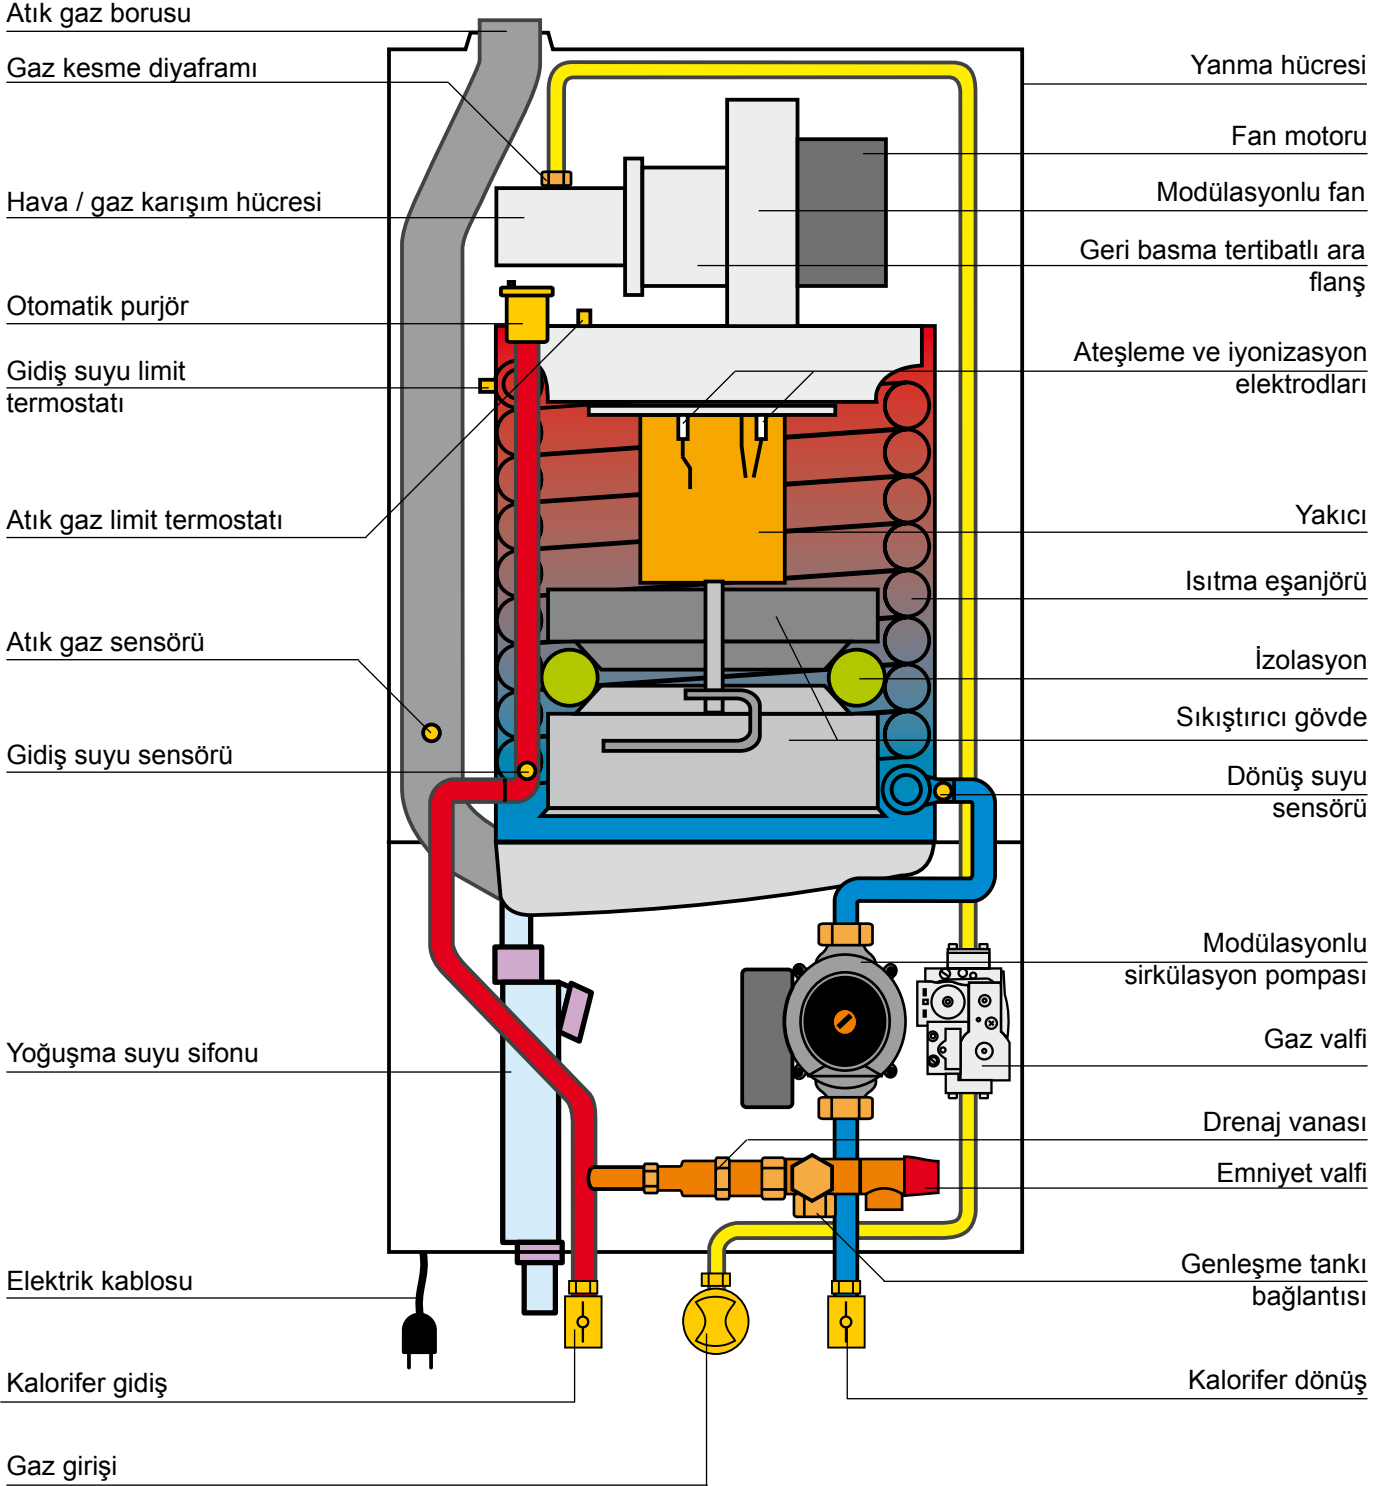 Atık gaz borusu
Gaz kesme diyaframı
Hava / gaz karışım hücresi
Otomatik purjör
Gidiş suyu limit
termostatı
Atık gaz limit termostatı
Atık gaz sensörü
Gidiş suyu sensörü
Yoğuşma suyu sifonu
Elektrik kablosu
Kalorifer gidiş
Gaz girişi
Yanma hücresi
Fan motoru
Modülasyonlu fan
Geri basma tertibatlı ara
flanş
Ateşleme ve iyonizasyon
elektrodları
Yakıcı
Isıtma eşanjörü
İzolasyon
Sıkıştırıcı gövde
Dönüş suyu
sensörü
Modülasyonlu
sirkülasyon pompası
Gaz valfi
Drenaj vanası
Emniyet valfi
Genleşme tankı
bağlantısı
Kalorifer dönüş